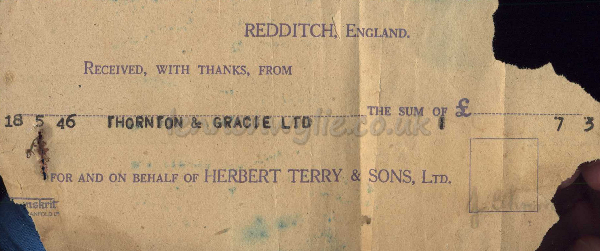 REDDITCH, ENGLAND.
RECEIVED, WITH THANKS, FROM
THE SUM OF £
18 5 46 THORNTON & GRACIE LTD 1 7 3
FOR AND ON BEHALF OF HERBERT TERRY & SONS, LTD.